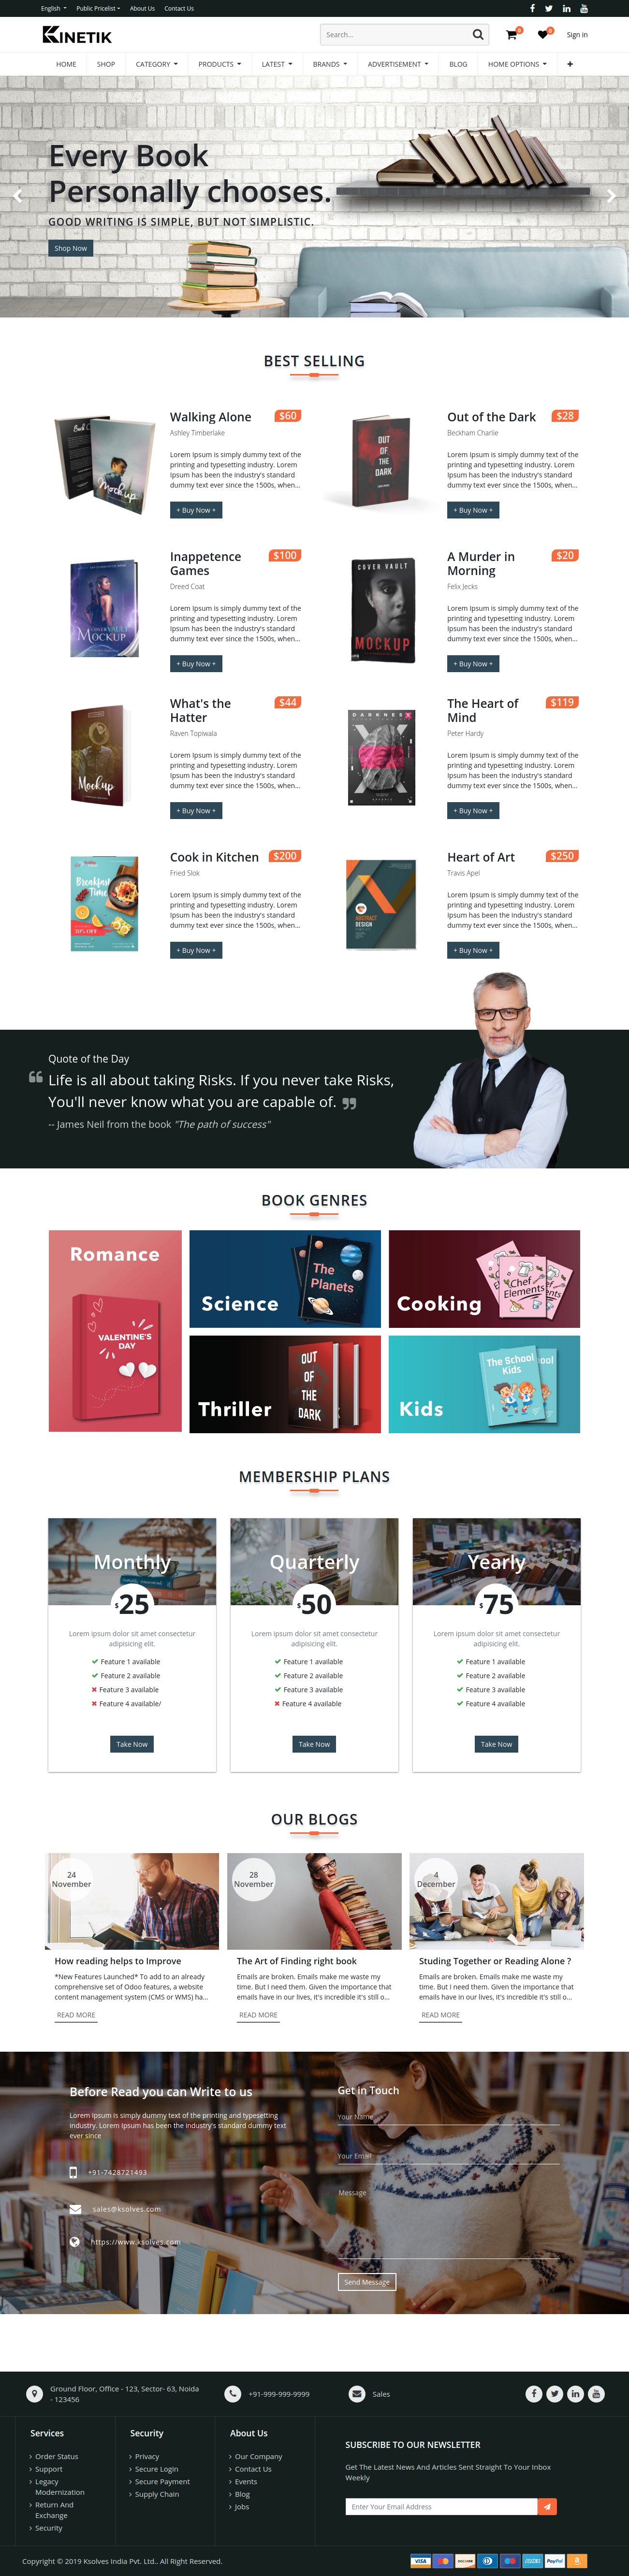 English
Public Pricelist
About Us
Contact Us
KINETIK
Search...
0
0
Sign in
HOME
SHOP
CATEGORY
PRODUCTS
LATEST
BRANDS
ADVERTISEMENT
BLOG
HOME OPTIONS
+
Every Book
Personally chooses.
GOOD WRITING IS SIMPLE, BUT NOT SIMPLISTIC.
Shop Now
BEST SELLING
Mockup
Walking Alone
$60
Ashley Timberlake
Lorem Ipsum is simply dummy text of the
printing and typesetting industry. Lorem
Ipsum has been the industry's standard
dummy text ever since the 1500s, when...
+ Buy Now +
OUT
OF
THE
DARK
Out of the Dark
$28
Beckham Charlie
Lorem Ipsum is simply dummy text of the
printing and typesetting industry. Lorem
Ipsum has been the industry's standard
dummy text ever since the 1500s, when...
+ Buy Now +
COVER VAULT
MOCKUP
Inappetence
Games
$100
Dreed Coat
Lorem Ipsum is simply dummy text of the
printing and typesetting industry. Lorem
Ipsum has been the industry's standard
dummy text ever since the 1500s, when...
+ Buy Now +
COVER VAULT
MOCKUP
A Murder in
Morning
$20
Felix Jecks
Lorem Ipsum is simply dummy text of the
printing and typesetting industry. Lorem
Ipsum has been the industry's standard
dummy text ever since the 1500s, when...
+ Buy Now +
Mockup
What's the
Hatter
$44
Raven Topiwala
Lorem Ipsum is simply dummy text of the
printing and typesetting industry. Lorem
Ipsum has been the industry's standard
dummy text ever since the 1500s, when...
+ Buy Now +
DARKNESS
The Heart of
Mind
$119
Peter Hardy
Lorem Ipsum is simply dummy text of the
printing and typesetting industry. Lorem
Ipsum has been the industry's standard
dummy text ever since the 1500s, when...
+ Buy Now +
Breakfast
Time
50% OFF
Cook in Kitchen
$200
Fried Slok
Lorem Ipsum is simply dummy text of the
printing and typesetting industry. Lorem
Ipsum has been the industry's standard
dummy text ever since the 1500s, when...
+ Buy Now +
ABSTRACT
DESIGN
Heart of Art
$250
Travis Apel
Lorem Ipsum is simply dummy text of the
printing and typesetting industry. Lorem
Ipsum has been the industry's standard
dummy text ever since the 1500s, when...
+ Buy Now +
Quote of the Day
“ Life is all about taking Risks. If you never take Risks,
You'll never know what you are capable of. ”
-- James Neil from the book "The path of success"
BOOK GENRES
Romance
VALENTINE'S
DAY
Science
The
Planets
Cooking
Chef
Elements
Thriller
OUT
OF
THE
DARK
Kids
The School
Kids
MEMBERSHIP PLANS
Monthly
$25
Lorem ipsum dolor sit amet consectetur
adipisicing elit.
Feature 1 available
Feature 2 available
Feature 3 available
Feature 4 available/
Take Now
Quarterly
$50
Lorem ipsum dolor sit amet consectetur
adipisicing elit.
Feature 1 available
Feature 2 available
Feature 3 available
Feature 4 available
Take Now
Yearly
$75
Lorem ipsum dolor sit amet consectetur
adipisicing elit.
Feature 1 available
Feature 2 available
Feature 3 available
Feature 4 available
Take Now
OUR BLOGS
24
November
How reading helps to Improve
*New Features Launched* To add to an already
comprehensive set of Odoo features, a website
content management system (CMS or WMS) ha...
READ MORE
28
November
The Art of Finding right book
Emails are broken. Emails make me waste my
time. But I need them. Given the importance that
emails have in our lives, it's incredible it's still o...
READ MORE
4
December
Studing Together or Reading Alone ?
Emails are broken. Emails make me waste my
time. But I need them. Given the importance that
emails have in our lives, it's incredible it's still o...
READ MORE
Before Read you can Write to us
Lorem Ipsum is simply dummy text of the printing and typesetting
industry. Lorem Ipsum has been the industry's standard dummy text
ever since
+91-7428721493
sales@ksolves.com
https://www.ksolves.com
Get in Touch
Your Name
Your Email
Message
Send Message
Ground Floor, Office - 123, Sector- 63, Noida
- 123456
+91-999-999-9999
Sales
Services
Order Status
Support
Legacy
Modernization
Return And
Exchange
Security
Security
Privacy
Secure Login
Secure Payment
Supply Chain
About Us
Our Company
Contact Us
Events
Blog
Jobs
SUBSCRIBE TO OUR NEWSLETTER
Get The Latest News And Articles Sent Straight To Your Inbox
Weekly
Enter Your Email Address
Copyright © 2019 Ksolves India Pvt. Ltd.. All Right Reserved.
VISA
DISCOVER
PayPal